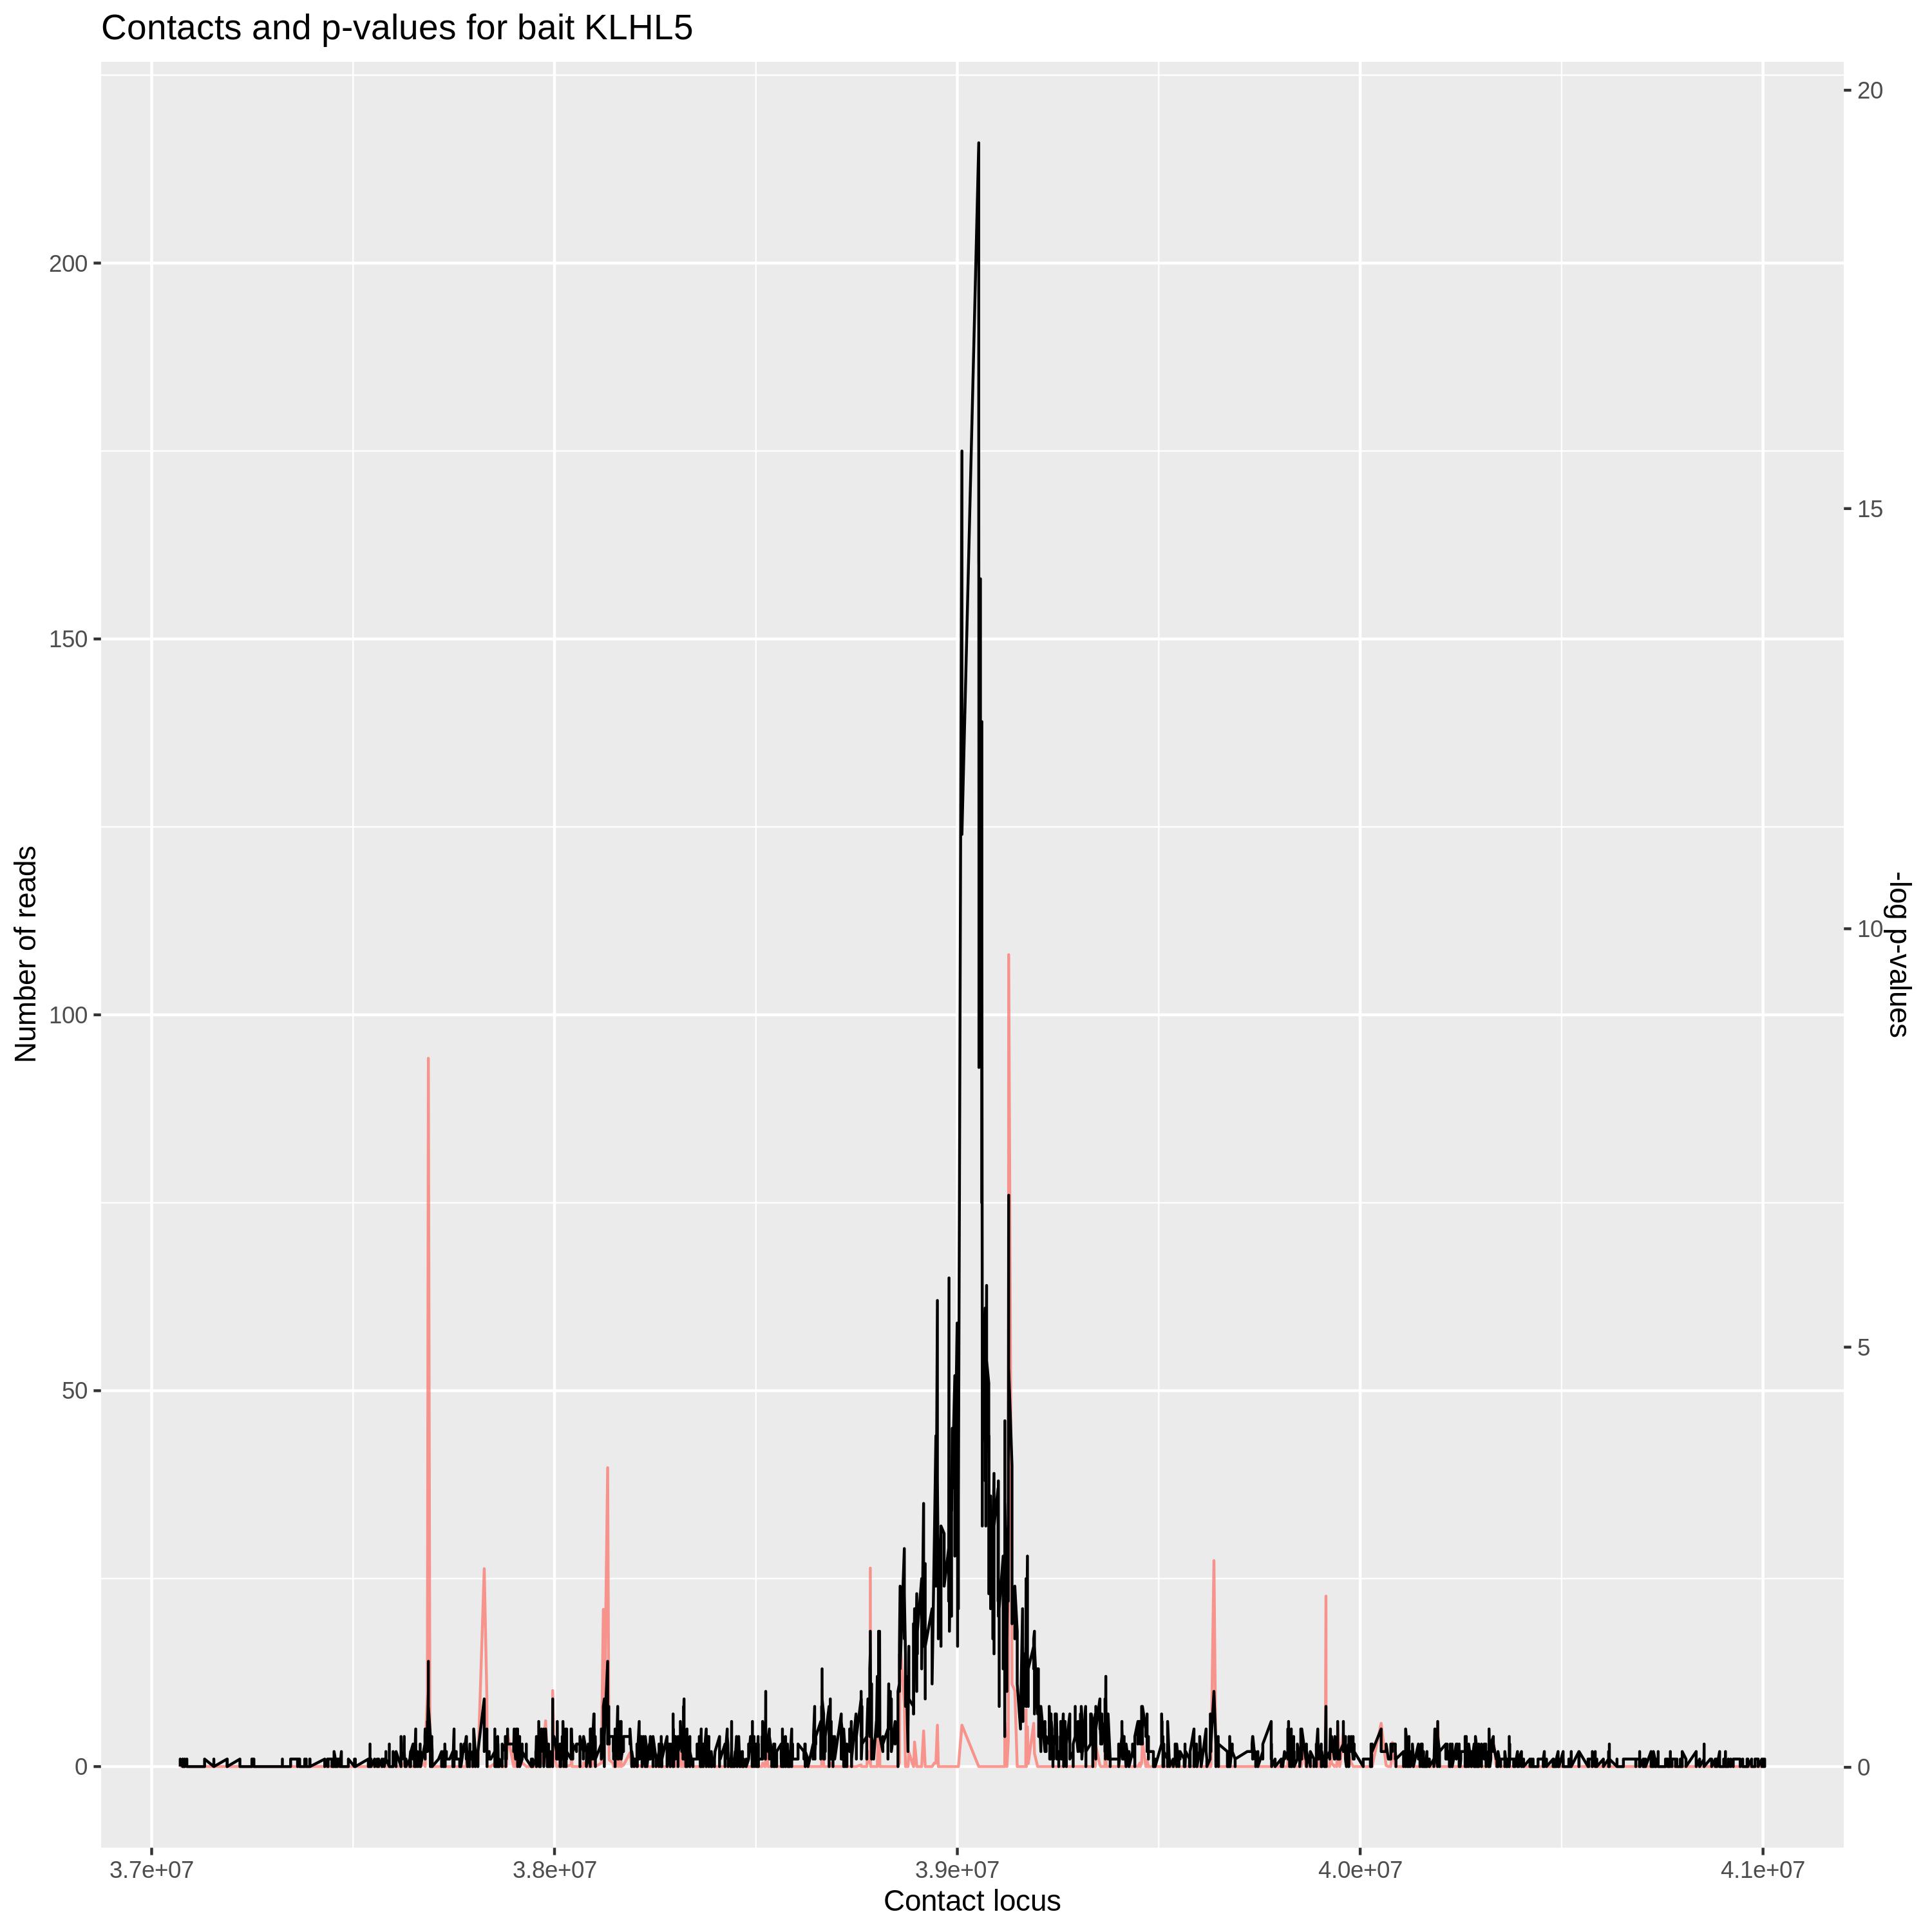 Contacts and p-values for bait KLHL5
Number of reads
200
150
100
50
0
20
15
10
5
0
-log p-values
3.7e+07
3.8e+07
3.9e+07
4.0e+07
4.1e+07
Contact locus